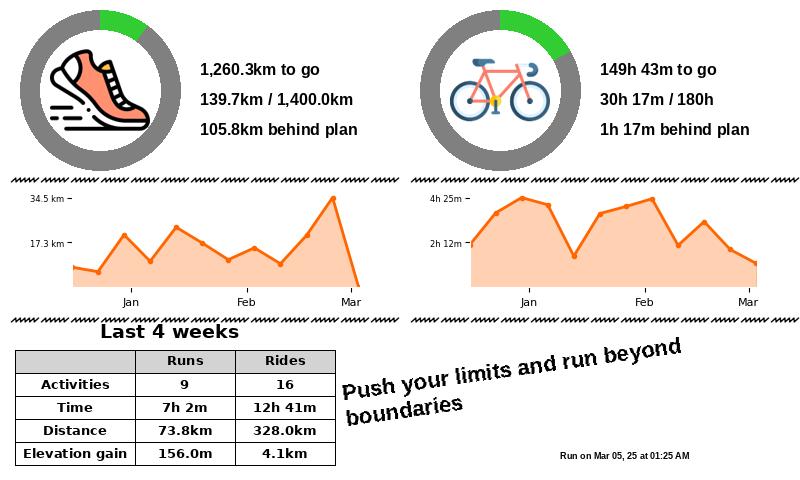 1,260.3km to go
139.7km / 1,400.0km
105.8km behind plan
149h 43m to go
30h 17m / 180h
1h 17m behind plan
34.5 km
17.3 km
Jan Feb Mar
4h 25m
2h 12m
Jan Feb Mar
Last 4 weeks
Runs Rides
Activities 9 16
Time 7h 2m 12h 41m
Distance 73.8km 328.0km
Elevation gain 156.0m 4.1km
Push your limits and run beyond
boundaries
Run on Mar 05, 25 at 01:25 AM